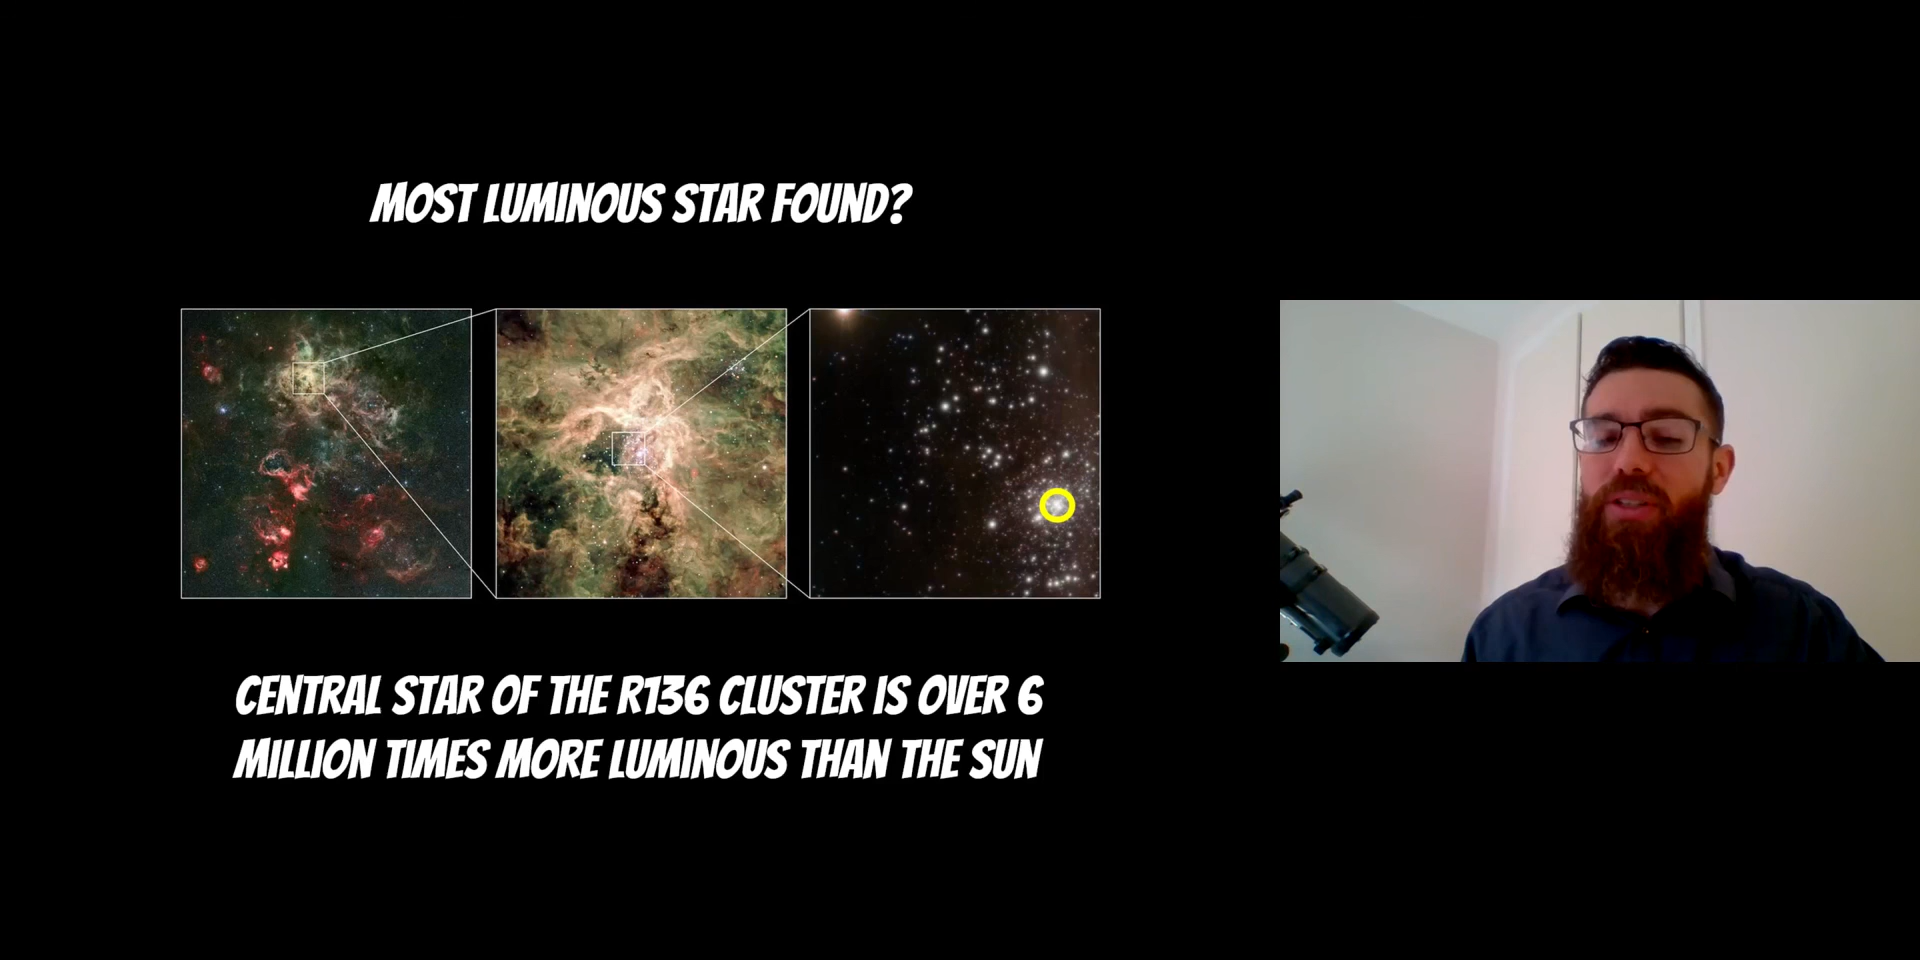 MOST LUMINOUS STAR FOUND?
CENTRAL STAR OF THE R136 CLUSTER IS OVER 6
MILLION TIMES MORE LUMINOUS THAN THE SUN